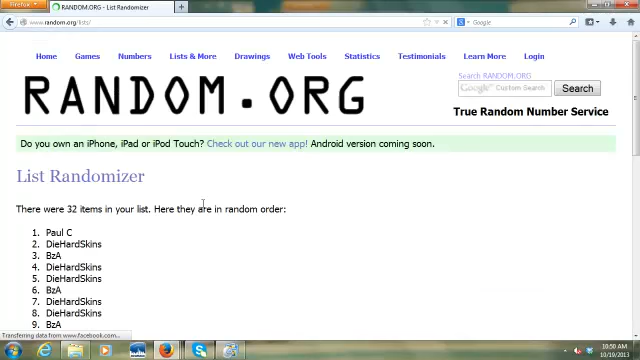 Firefox
RANDOM.ORG - List Randomizer
www.random.org/lists/
Google
Home Games Numbers Lists & More Drawings Web Tools Statistics Testimonials Learn More Login
Search RANDOM.ORG
Google Custom Search Search
RANDOM.ORG
True Random Number Service
Do you own an iPhone, iPad or iPod Touch? Check out our new app! Android version coming soon.
List Randomizer
There were 32 items in your list. Here they are in random order:
1. Paul C
2. DieHardSkins
3. BzA
4. DieHardSkins
5. DieHardSkins
6. BzA
7. DieHardSkins
8. DieHardSkins
9. BzA
Transferring data from www.facebook.com...
10:50 AM
10/19/2013